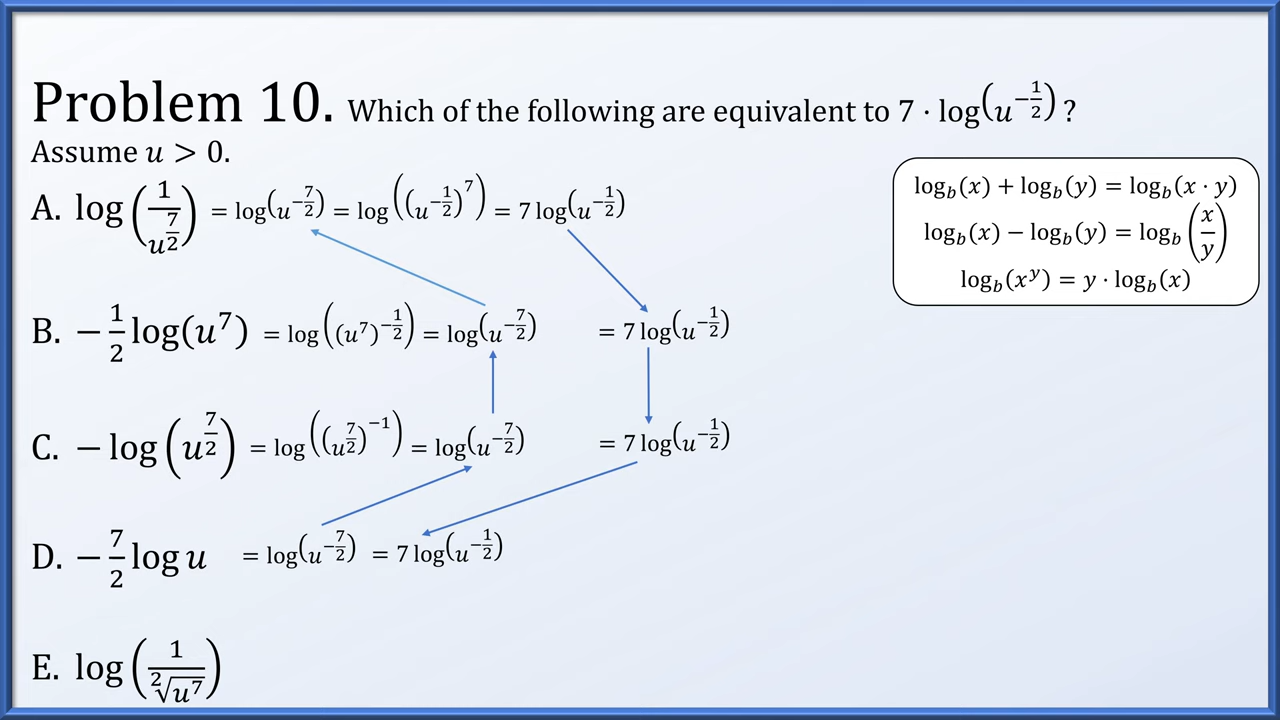 Problem 10. Which of the following are equivalent to 7 · log(u^(-1/2)) ?
Assume u > 0.
log_b(x) + log_b(y) = log_b(x · y)
log_b(x) − log_b(y) = log_b(x/y)
log_b(x^y) = y · log_b(x)
A. log(1/u^(7/2)) = log(u^(-7/2)) = log((u^(-1/2))^7) = 7 log(u^(-1/2))
B. −1/2 log(u^7) = log((u^7)^(-1/2)) = log(u^(-7/2)) = 7 log(u^(-1/2))
C. −log(u^(7/2)) = log((u^(7/2))^(-1)) = log(u^(-7/2)) = 7 log(u^(-1/2))
D. −7/2 log u = log(u^(-7/2)) = 7 log(u^(-1/2))
E. log(1/²√(u^7))